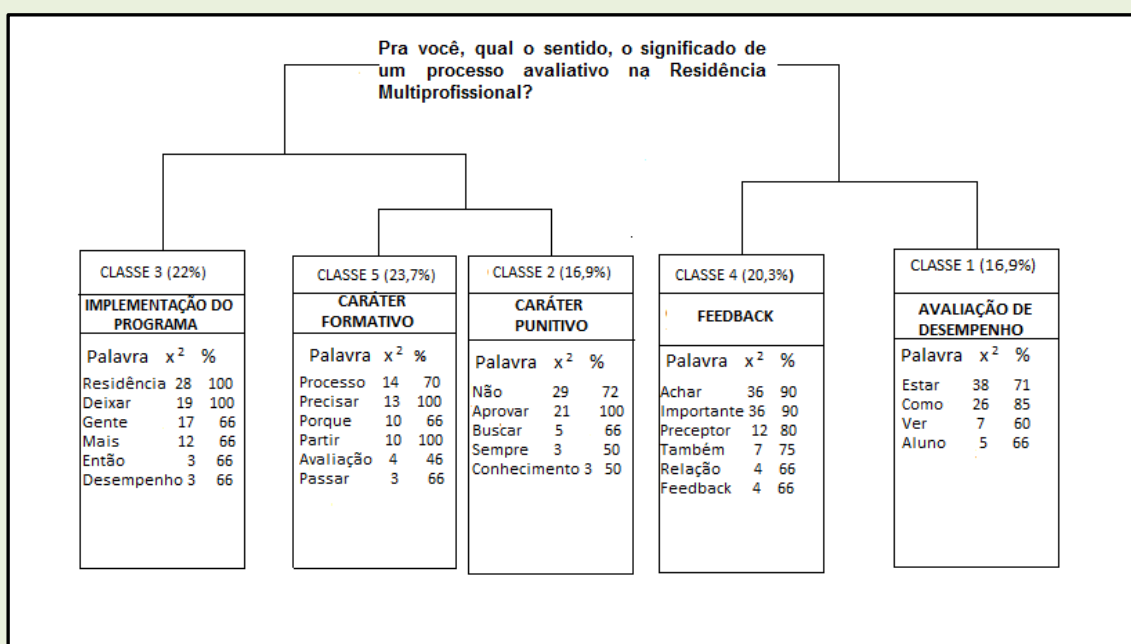 Pra você, qual o sentido, o significado de
um processo avaliativo na Residência
Multiprofissional?
CLASSE 3 (22%)
IMPLEMENTAÇÃO DO
PROGRAMA
Palavra x² %
Residência 28 100
Deixar 19 100
Gente 17 66
Mais 12 66
Então 3 66
Desempenho 3 66
CLASSE 5 (23,7%)
CARÁTER
FORMATIVO
Palavra x² %
Processo 14 70
Precisar 13 100
Porque 10 66
Partir 10 100
Avaliação 4 46
Passar 3 66
CLASSE 2 (16,9%)
CARÁTER
PUNITIVO
Palavra x² %
Não 29 72
Aprovar 21 100
Buscar 5 66
Sempre 3 50
Conhecimento 3 50
CLASSE 4 (20,3%)
FEEDBACK
Palavra x² %
Achar 36 90
Importante 36 90
Preceptor 12 80
Também 7 75
Relação 4 66
Feedback 4 66
CLASSE 1 (16,9%)
AVALIAÇÃO DE
DESEMPENHO
Palavra x² %
Estar 38 71
Como 26 85
Ver 7 60
Aluno 5 66